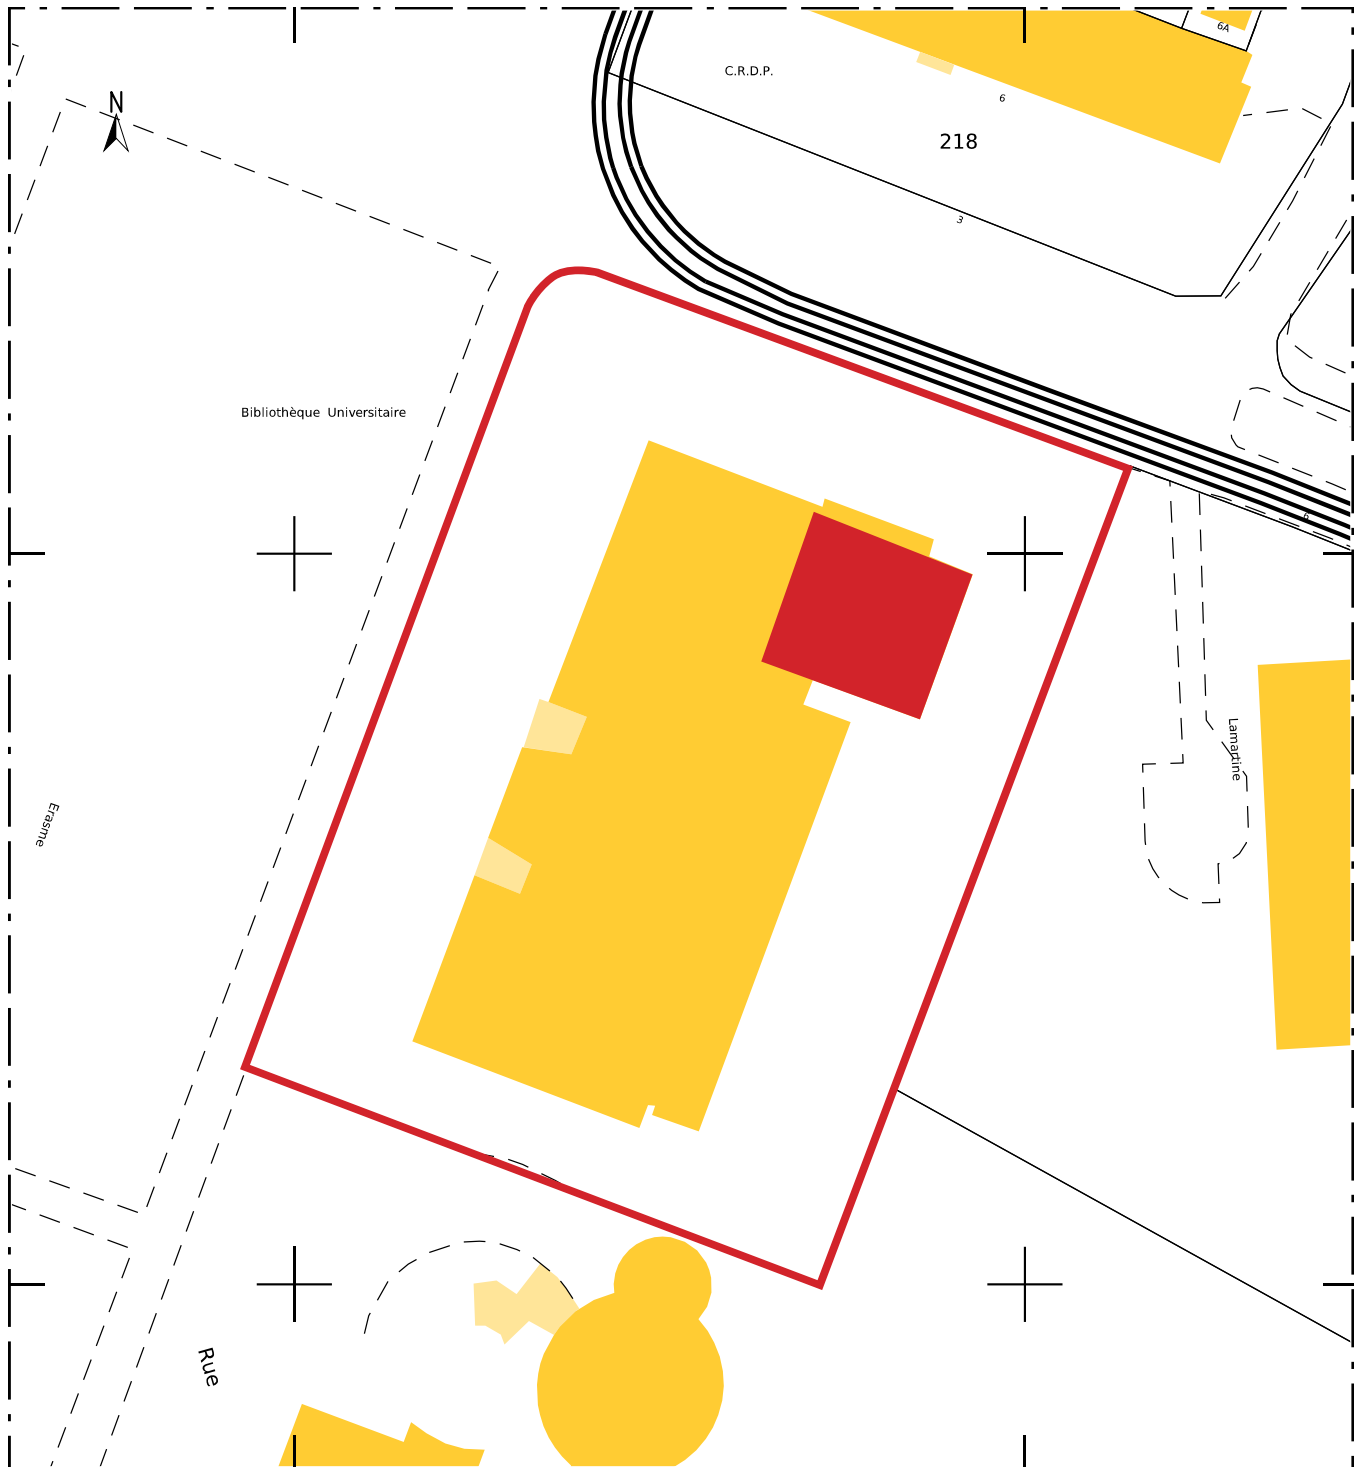 6A
C.R.D.P.
N
6
218
3
Bibliothèque Universitaire
6
Lamartine
Erasme
Rue